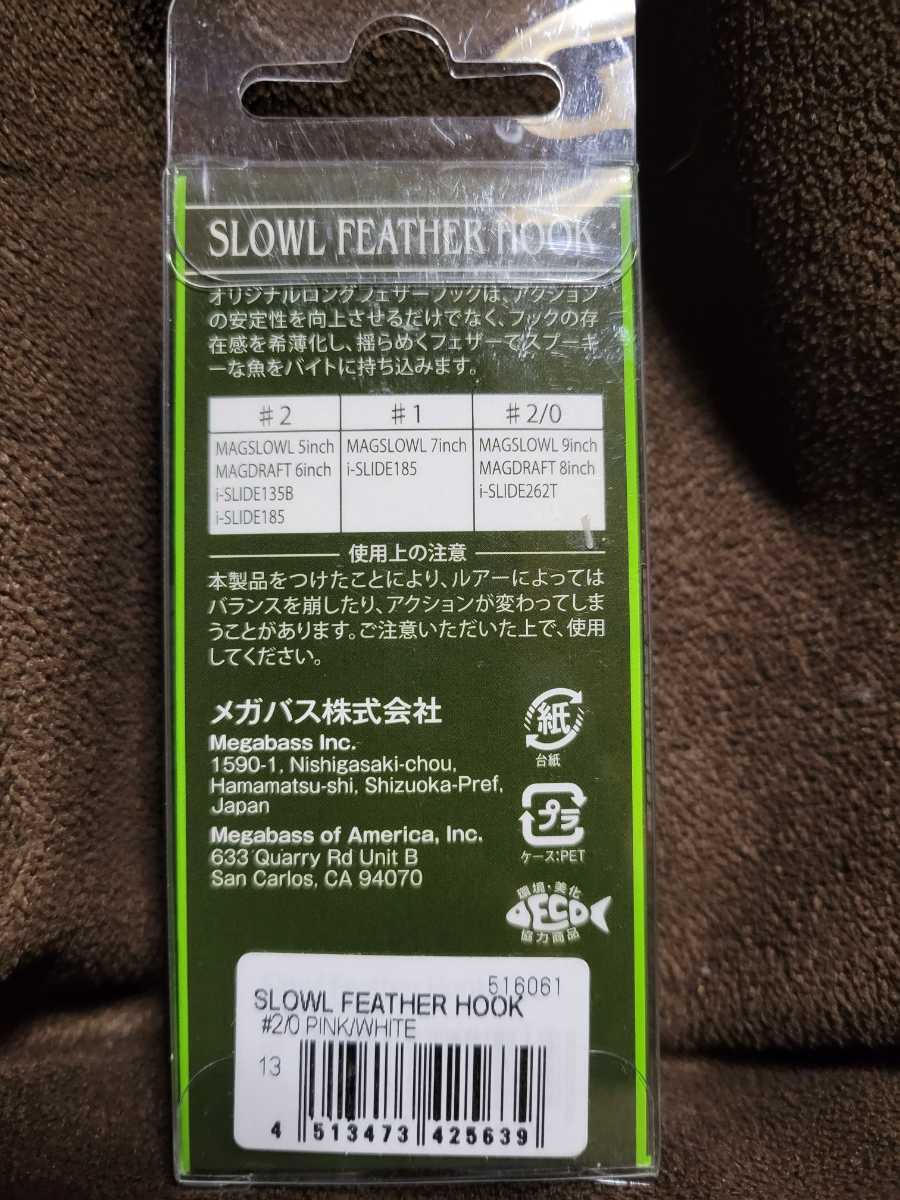 SLOWL FEATHER HOOK
オリジナルロングフェザーフックは、アクション
の安定性を向上させるだけでなく、フックの存
在感を希薄化し、揺らめくフェザーでスプーキ
ーな魚をバイトに持ち込みます。
#2 #1 #2/0
MAGSLOWL 5inch MAGSLOWL 7inch MAGSLOWL 9inch
MAGDRAFT 6inch i-SLIDE185 MAGDRAFT 8inch
i-SLIDE135B i-SLIDE262T
i-SLIDE185
使用上の注意
本製品をつけたことにより、ルアーによっては
バランスを崩したり、アクションが変わってしま
うことがあります。ご注意いただいた上で、使用
してください。
メガバス株式会社
Megabass Inc.
1590-1, Nishigasaki-chou,
Hamamatsu-shi, Shizuoka-Pref,
Japan
Megabass of America, Inc.
633 Quarry Rd Unit B
San Carlos, CA 94070
紙
台紙
プラ
ケース:PET
環境・美化
ECO
協力商品
516061
SLOWL FEATHER HOOK
#2/0 PINK/WHITE
13
4 513473 425639